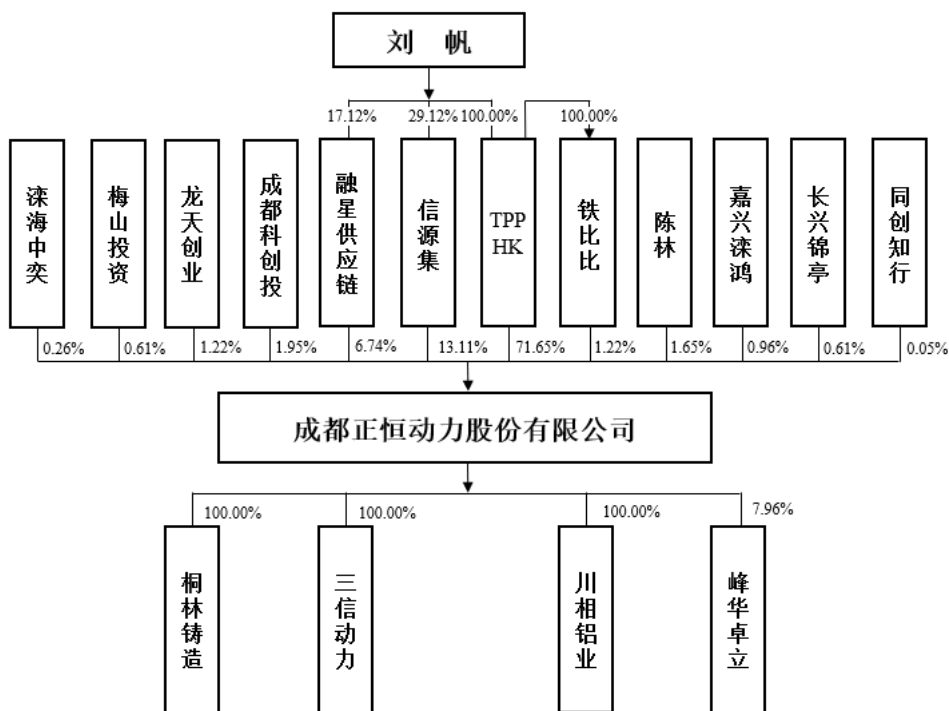 刘 帆
17.12%
29.12%
100.00%
100.00%
滦海中奕
梅山投资
龙天创业
成都科创投
融星供应链
信源集
TPP
HK
铁比比
陈林
嘉兴滦鸿
长兴锦亭
同创知行
0.26%
0.61%
1.22%
1.95%
6.74%
13.11%
71.65%
1.22%
1.65%
0.96%
0.61%
0.05%
成都正恒动力股份有限公司
100.00%
100.00%
100.00%
7.96%
桐林铸造
三信动力
川相铝业
峰华卓立